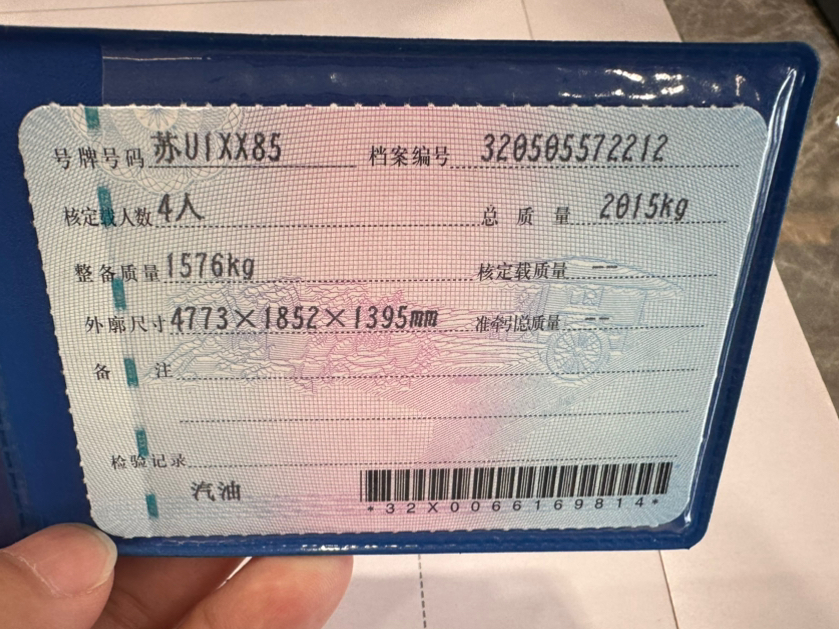 号牌号码 苏U1XX85 档案编号 320505572212
核定载人数 4人 总质量 2015kg
整备质量 1576kg 核定载质量 --
外廓尺寸 4773×1852×1395mm 准牵引总质量 --
备注
检验记录
汽油
*32X0066169814*